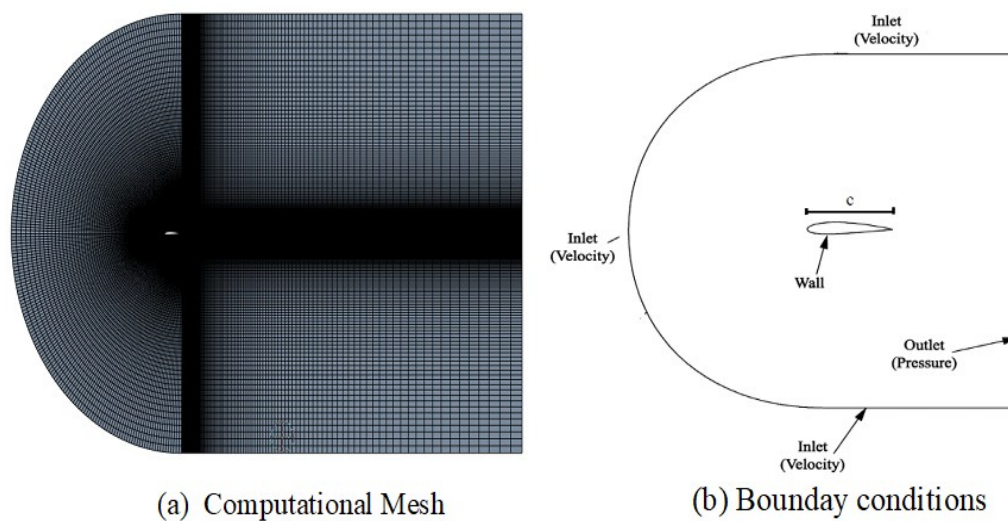 Inlet
(Velocity)
c
Inlet
(Velocity)
Wall
Outlet
(Pressure)
Inlet
(Velocity)
(a) Computational Mesh
(b) Bounday conditions